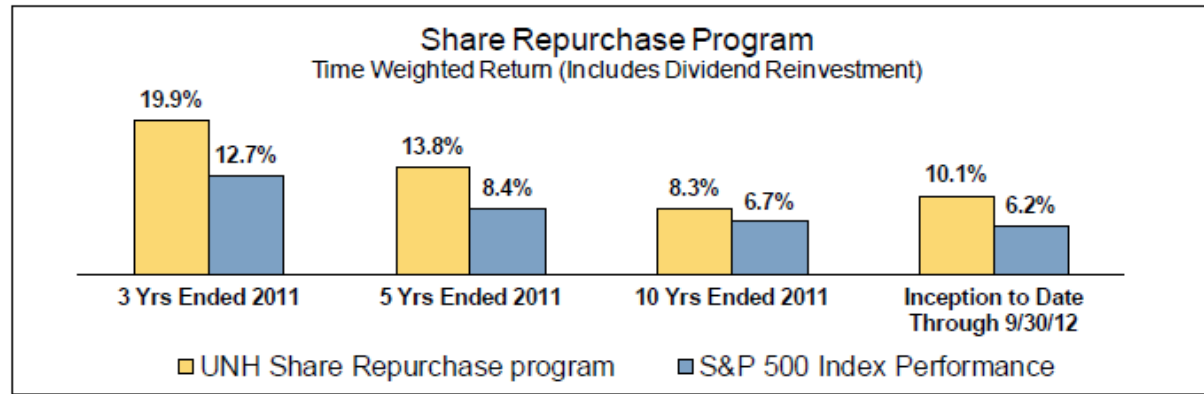 Share Repurchase Program
Time Weighted Return (Includes Dividend Reinvestment)
19.9%
12.7%
13.8%
8.4%
8.3%
6.7%
10.1%
6.2%
3 Yrs Ended 2011
5 Yrs Ended 2011
10 Yrs Ended 2011
Inception to Date
Through 9/30/12
UNH Share Repurchase program
S&P 500 Index Performance